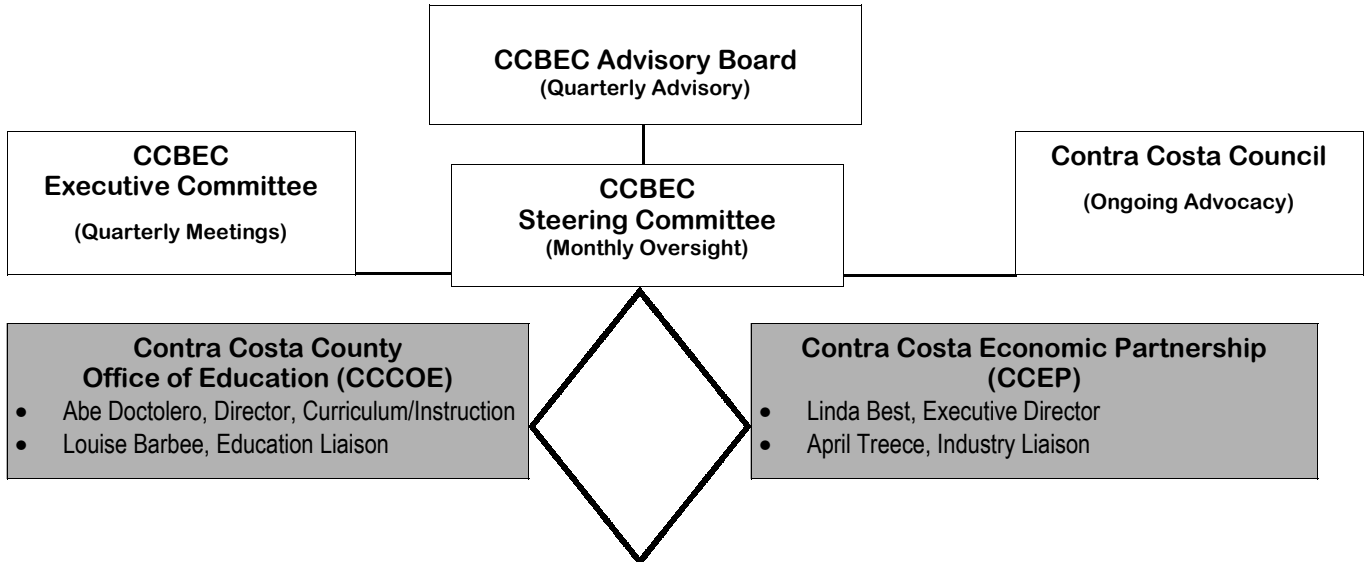 CCBEC Advisory Board
(Quarterly Advisory)
CCBEC
Executive Committee
(Quarterly Meetings)
CCBEC
Steering Committee
(Monthly Oversight)
Contra Costa Council
(Ongoing Advocacy)
Contra Costa County
Office of Education (CCCOE)
• Abe Doctolero, Director, Curriculum/Instruction
• Louise Barbee, Education Liaison
Contra Costa Economic Partnership
(CCEP)
• Linda Best, Executive Director
• April Treece, Industry Liaison